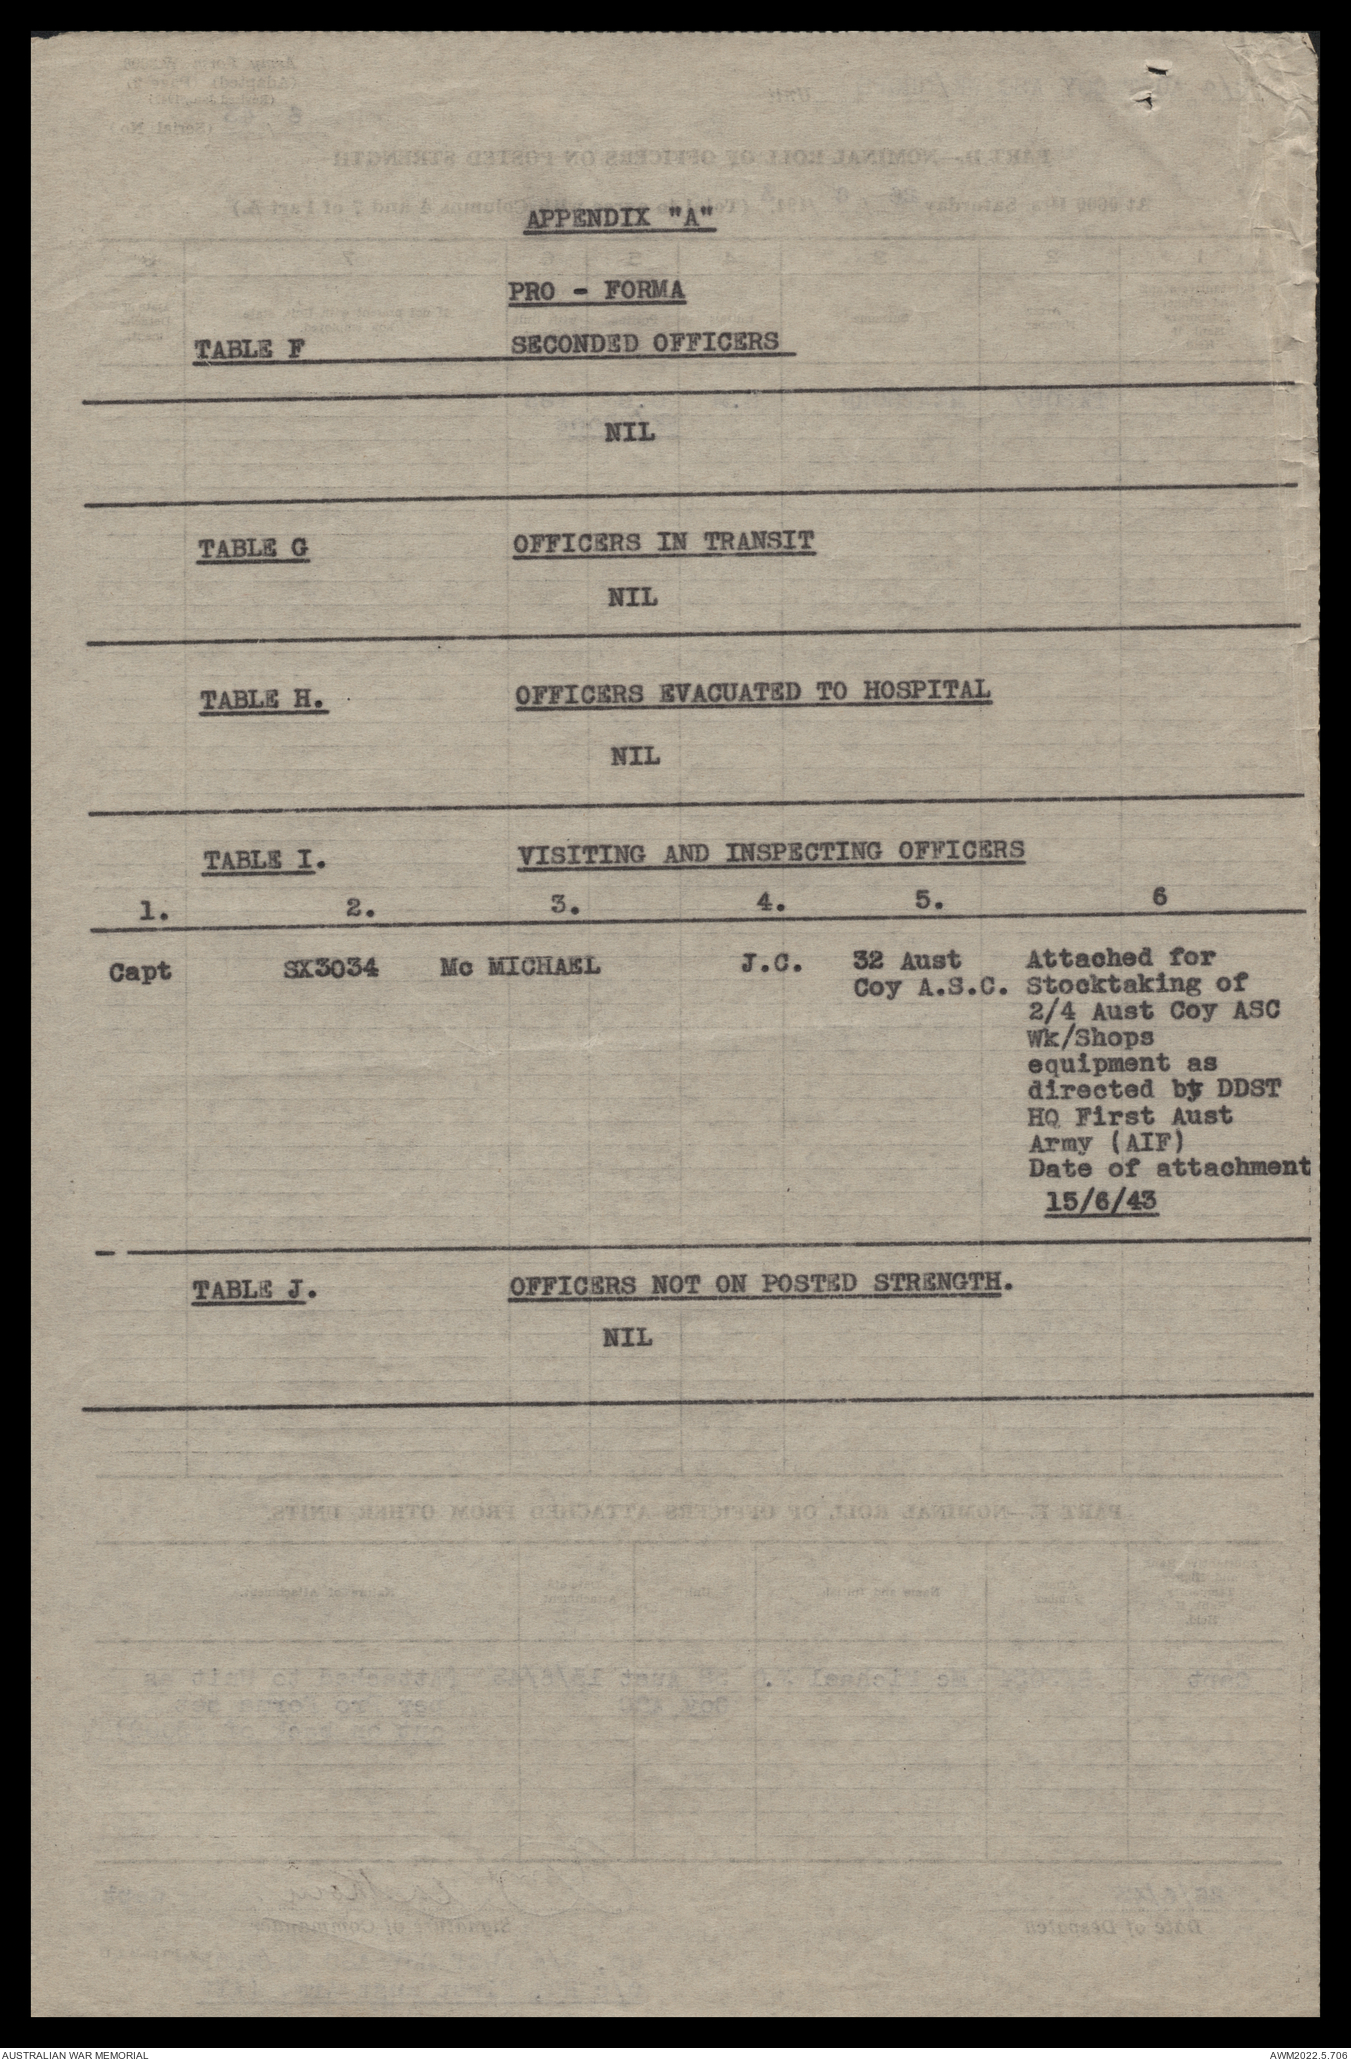 APPENDIX "A"
PRO - FORMA
TABLE F SECONDED OFFICERS
NIL
TABLE G OFFICERS IN TRANSIT
NIL
TABLE H. OFFICERS EVACUATED TO HOSPITAL
NIL
TABLE I. VISITING AND INSPECTING OFFICERS
1. 2. 3. 4. 5. 6
Capt SX3034 Mc MICHAEL J.C. 32 Aust Attached for
Coy A.S.C. Stocktaking of
2/4 Aust Coy ASC
Wk/Shops
equipment as
directed by DDST
HQ First Aust
Army (AIF)
Date of attachment
15/6/43
TABLE J. OFFICERS NOT ON POSTED STRENGTH.
NIL
AUSTRALIAN WAR MEMORIAL AWM2022.5.706